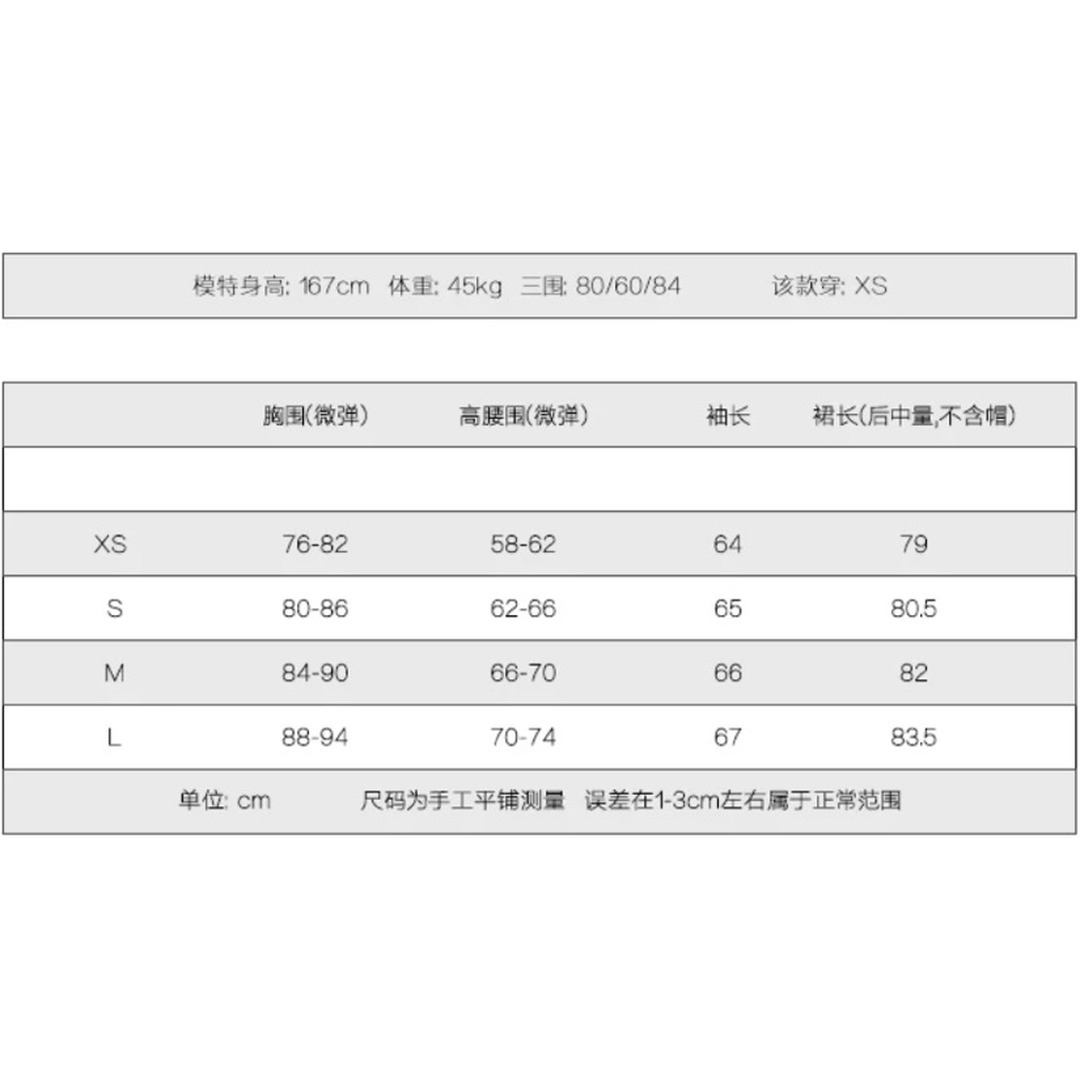 模特身高: 167cm 体重: 45kg 三围: 80/60/84 该款穿: XS
胸围(微弹) 高腰围(微弹) 袖长 裙长(后中量,不含帽)
XS 76-82 58-62 64 79
S 80-86 62-66 65 80.5
M 84-90 66-70 66 82
L 88-94 70-74 67 83.5
单位: cm 尺码为手工平铺测量 误差在1-3cm左右属于正常范围